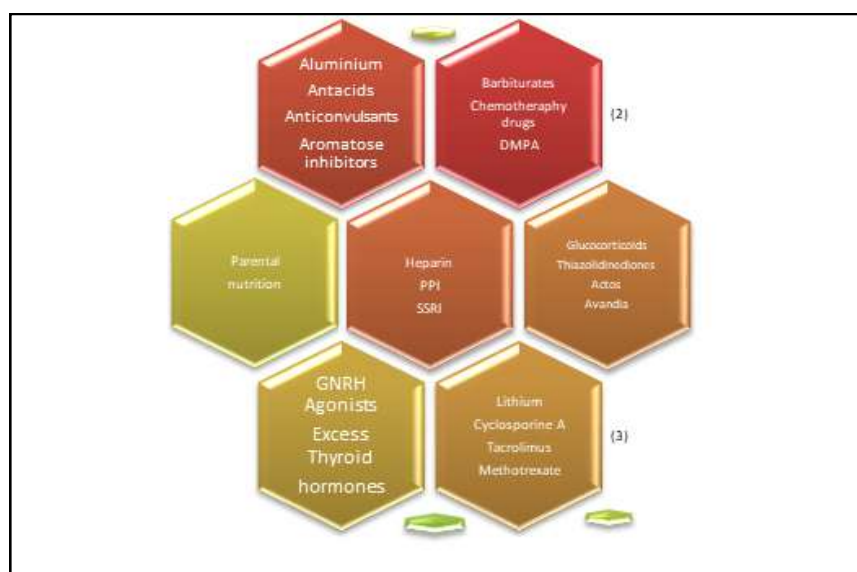 Aluminium
Antacids
Anticonvulsants
Aromatose
inhibitors
Barbiturates
Chemotheraphy
drugs
DMPA
(2)
Parental
nutrition
Heparin
PPI
SSRI
Glucocorticoids
Thiazolidinediones
Actos
Avandia
GNRH
Agonists
Excess
Thyroid
hormones
Lithium
Cyclosporine A
Tacrolimus
Methotrexate
(3)